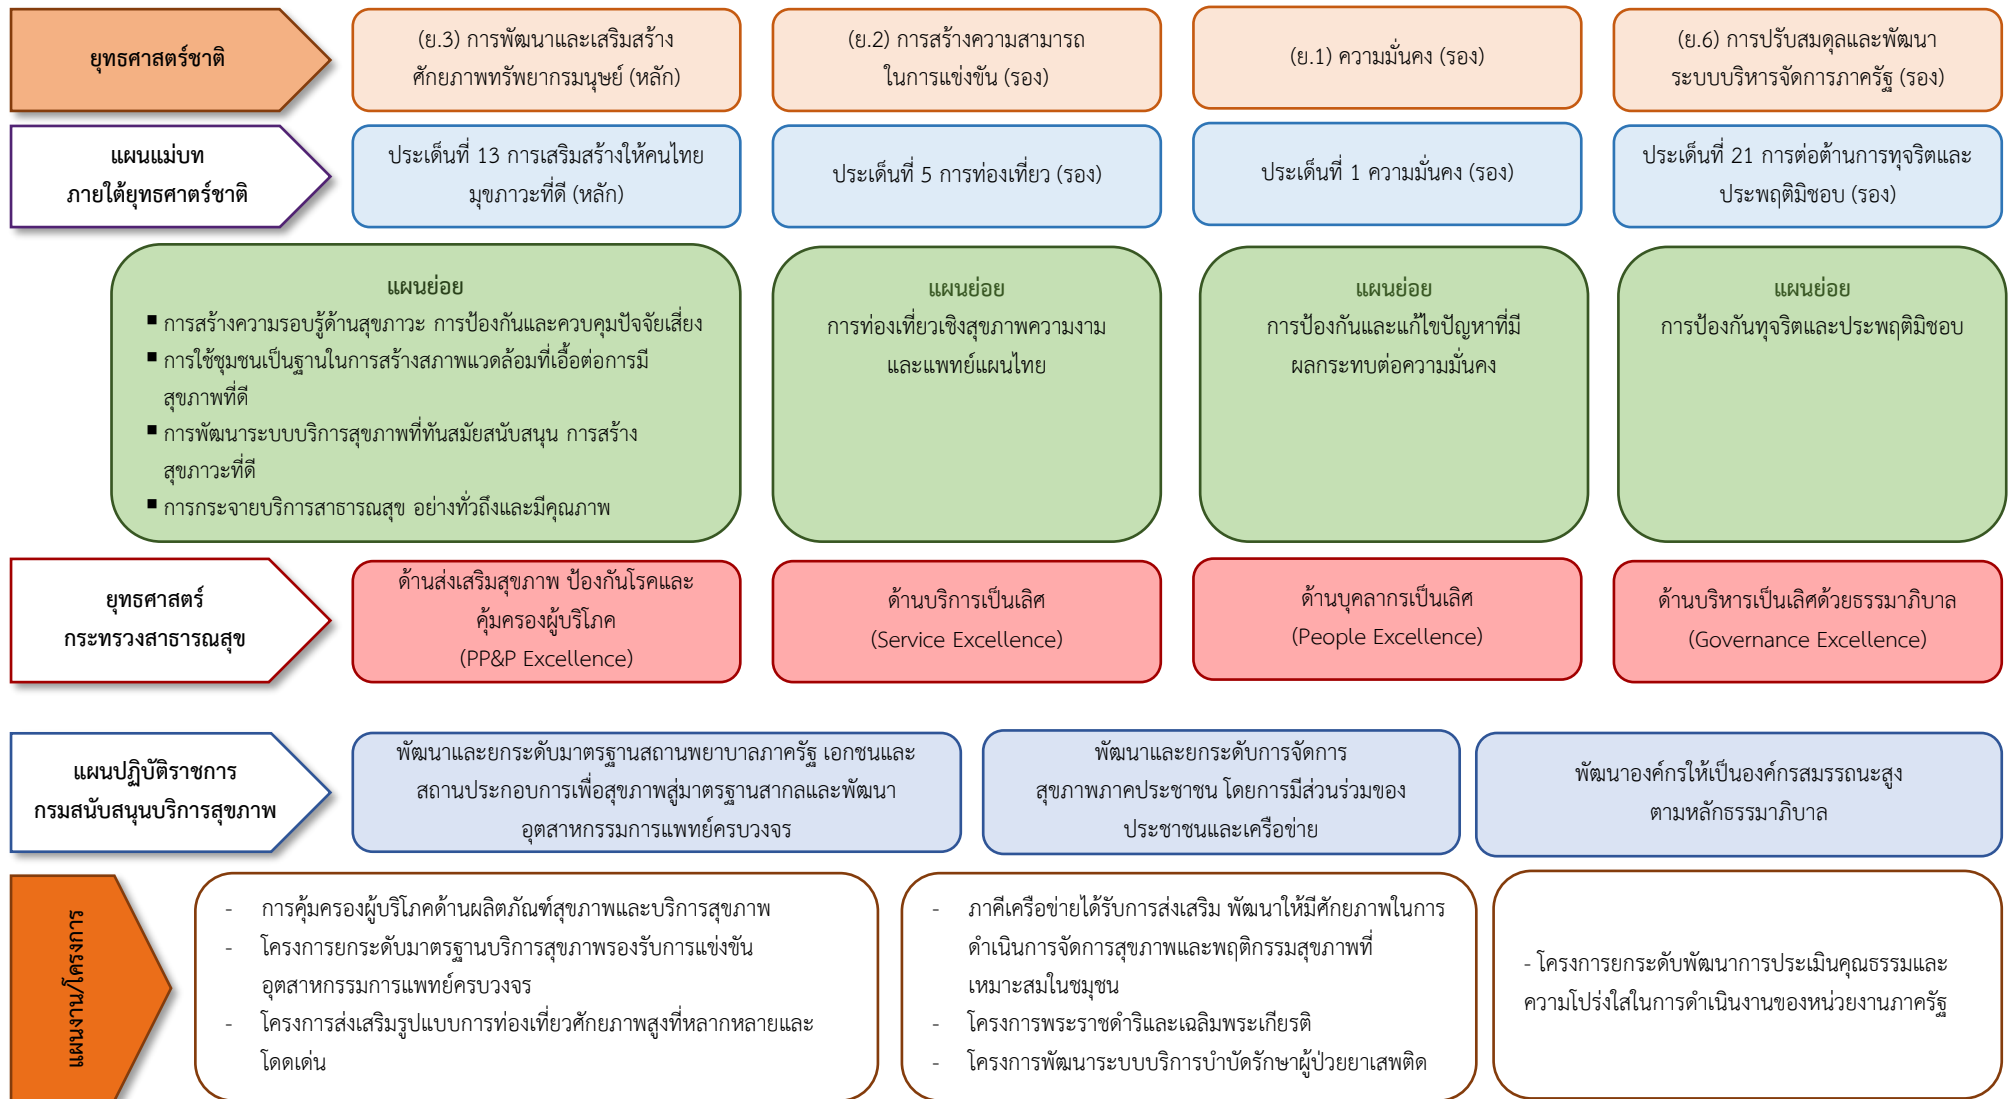 ยุทธศาสตร์ชาติ
(ย.3) การพัฒนาและเสริมสร้าง
ศักยภาพทรัพยากรมนุษย์ (หลัก)
(ย.2) การสร้างความสามารถ
ในการแข่งขัน (รอง)
(ย.1) ความมั่นคง (รอง)
(ย.6) การปรับสมดุลและพัฒนา
ระบบบริหารจัดการภาครัฐ (รอง)
แผนแม่บท
ภายใต้ยุทธศาตร์ชาติ
ประเด็นที่ 13 การเสริมสร้างให้คนไทย
มุขภาวะที่ดี (หลัก)
ประเด็นที่ 5 การท่องเที่ยว (รอง)
ประเด็นที่ 1 ความมั่นคง (รอง)
ประเด็นที่ 21 การต่อต้านการทุจริตและ
ประพฤติมิชอบ (รอง)
แผนย่อย
▪ การสร้างความรอบรู้ด้านสุขภาวะ การป้องกันและควบคุมปัจจัยเสี่ยง
▪ การใช้ชุมชนเป็นฐานในการสร้างสภาพแวดล้อมที่เอื้อต่อการมี
สุขภาพที่ดี
▪ การพัฒนาระบบบริการสุขภาพที่ทันสมัยสนับสนุน การสร้าง
สุขภาวะที่ดี
▪ การกระจายบริการสาธารณสุข อย่างทั่วถึงและมีคุณภาพ
แผนย่อย
การท่องเที่ยวเชิงสุขภาพความงาม
และแพทย์แผนไทย
แผนย่อย
การป้องกันและแก้ไขปัญหาที่มี
ผลกระทบต่อความมั่นคง
แผนย่อย
การป้องกันทุจริตและประพฤติมิชอบ
ยุทธศาสตร์
กระทรวงสาธารณสุข
ด้านส่งเสริมสุขภาพ ป้องกันโรคและ
คุ้มครองผู้บริโภค
(PP&P Excellence)
ด้านบริการเป็นเลิศ
(Service Excellence)
ด้านบุคลากรเป็นเลิศ
(People Excellence)
ด้านบริหารเป็นเลิศด้วยธรรมาภิบาล
(Governance Excellence)
แผนปฏิบัติราชการ
กรมสนับสนุนบริการสุขภาพ
พัฒนาและยกระดับมาตรฐานสถานพยาบาลภาครัฐ เอกชนและ
สถานประกอบการเพื่อสุขภาพสู่มาตรฐานสากลและพัฒนา
อุตสาหกรรมการแพทย์ครบวงจร
พัฒนาและยกระดับการจัดการ
สุขภาพภาคประชาชน โดยการมีส่วนร่วมของ
ประชาชนและเครือข่าย
พัฒนาองค์กรให้เป็นองค์กรสมรรถนะสูง
ตามหลักธรรมาภิบาล
แผนงาน/โครงการ
- การคุ้มครองผู้บริโภคด้านผลิตภัณฑ์สุขภาพและบริการสุขภาพ
- โครงการยกระดับมาตรฐานบริการสุขภาพรองรับการแข่งขัน
อุตสาหกรรมการแพทย์ครบวงจร
- โครงการส่งเสริมรูปแบบการท่องเที่ยวศักยภาพสูงที่หลากหลายและ
โดดเด่น
- ภาคีเครือข่ายได้รับการส่งเสริม พัฒนาให้มีศักยภาพในการ
ดำเนินการจัดการสุขภาพและพฤติกรรมสุขภาพที่
เหมาะสมในชุมชน
- โครงการพระราชดำริและเฉลิมพระเกียรติ
- โครงการพัฒนาระบบบริการบำบัดรักษาผู้ป่วยยาเสพติด
- โครงการยกระดับพัฒนาการประเมินคุณธรรมและ
ความโปร่งใสในการดำเนินงานของหน่วยงานภาครัฐ